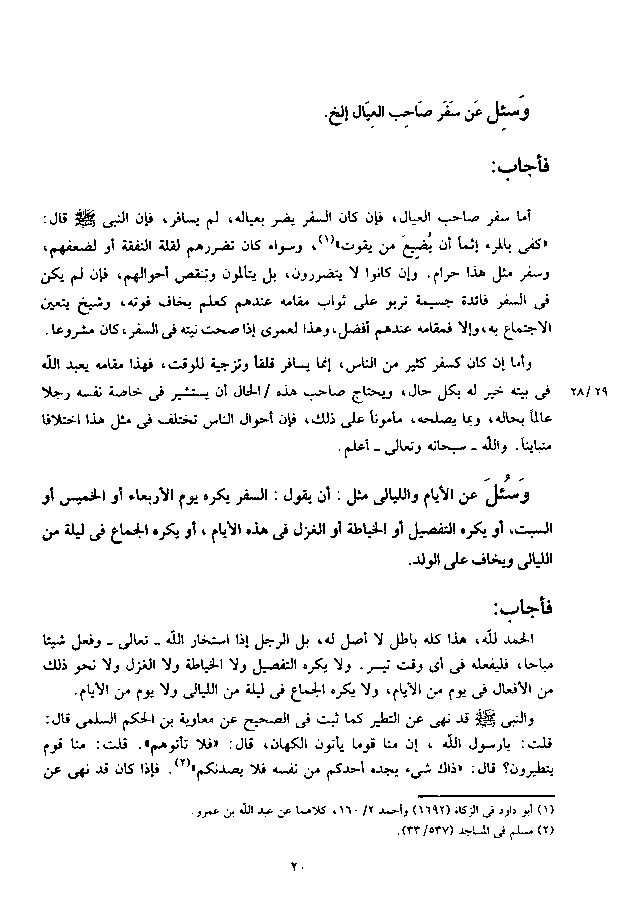 وَسئِل عَن سفَر صَاحِب العِيَال إلخ.
فأجاب:
أما سفر صاحب العيال، فإن كان السفر يضر بعياله، لم يسافر، فإن النبى ﷺ قال:
«كفى بالمرء إثماً أن يُضيعَ من يقوت»(١)، وسواء كان تضررهم لقلة النفقة أو لضعفهم،
وسفر مثل هذا حرام. وإن كانوا لا يتضررون، بل يتألمون وتنقص أحوالهم، فإن لم يكن
فى السفر فائدة جسيمة تربو على ثواب مقامه عندهم كعلم يخاف فوته، وشيخ يتعين
الاجتماع به، وإلا فمقامه عندهم أفضل، وهذا لعمرى إذا صحت نيته فى السفر، كان مشروعا.
وأما إن كان كسفر كثير من الناس، إنما يسافر قلقاً وتزجية للوقت، فهذا مقامه يعبد الله
فى بيته خير له بكل حال، ويحتاج صاحب هذه /الحال أن يستشير فى خاصة نفسه رجلا
٢٨/٢٩
عالماً بحاله، وبما يصلحه، مأموناً على ذلك، فإن أحوال الناس تختلف فى مثل هذا اختلافا
متبايناً. والله ـ سبحانه وتعالى ـ أعلم.
وَسُئلَ عن الأيام والليالى مثل : أن يقول : السفر يكره يوم الأربعاء أو الخميس أو
السبت، أو يكره التفصيل أو الخياطة أو الغزل فى هذه الأيام ، أو يكره الجماع فى ليلة من
الليالى ويخاف على الولد.
فأجاب:
الحمد لله، هذا كله باطل لا أصل له، بل الرجل إذا استخار الله ـ تعالى ـ وفعل شيئا
مباحا، فليفعله فى أى وقت تيسر. ولا يكره التفصيل ولا الخياطة ولا الغزل ولا نحو ذلك
من الأفعال فى يوم من الأيام، ولا يكره الجماع فى ليلة من الليالى ولا يوم من الأيام.
والنبى ﷺ قد نهى عن التطير كما ثبت فى الصحيح عن معاوية بن الحكم السلمى قال:
قلت: يارسول الله ، إن منا قوما يأتون الكهان، قال: «فلا تأتوهم». قلت: منا قوم
يتطيرون؟ قال: «ذاك شىء يجده أحدكم من نفسه فلا يصدنكم»(٢). فإذا كان قد نهى عن
(١) أبو داود فى الزكاة (١٦٩٢) وأحمد ٢/ ١٦٠، كلاهما عن عبد الله بن عمرو.
(٢) مسلم فى المساجد (٥٣٧/ ٣٣).
٢٠